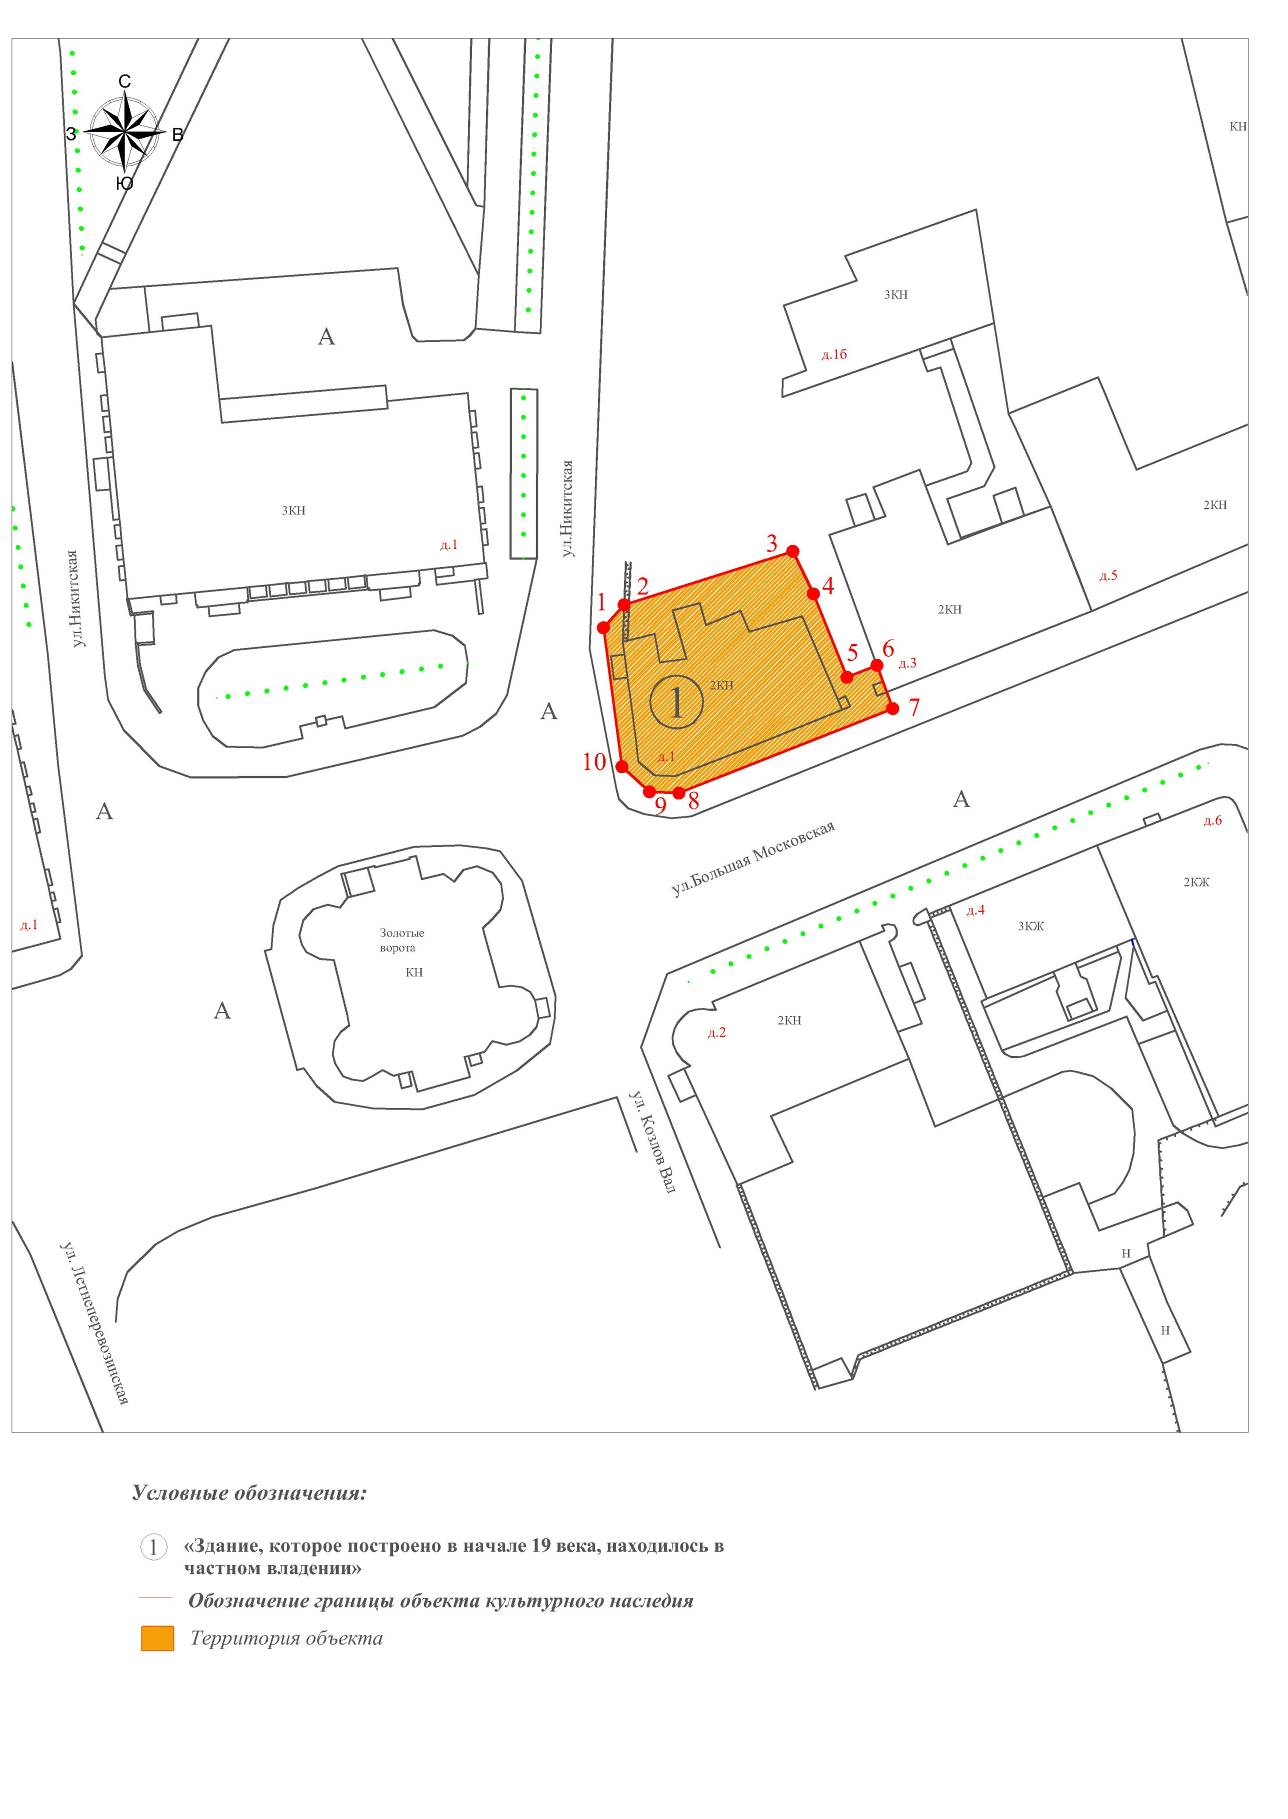 С
З
В
Ю
КН
3КН
А
д.1б
ул.Никитская
3КН
д.1
2КН
д.5
3
4
2
1
ул.Никитская
2КН
5
6
д.3
2КН
1
7
А
д.1
10
9
8
А
А
д.6
ул.Большая Московская
2КЖ
д.4
3КЖ
д.1
Золотые
ворота
КН
А
д.2
2КН
ул. Козлов Вал
ул. Летнеперевозинская
Н
Н
Условные обозначения:
1
«Здание, которое построено в начале 19 века, находилось в
частном владении»
Обозначение границы объекта культурного наследия
Территория объекта